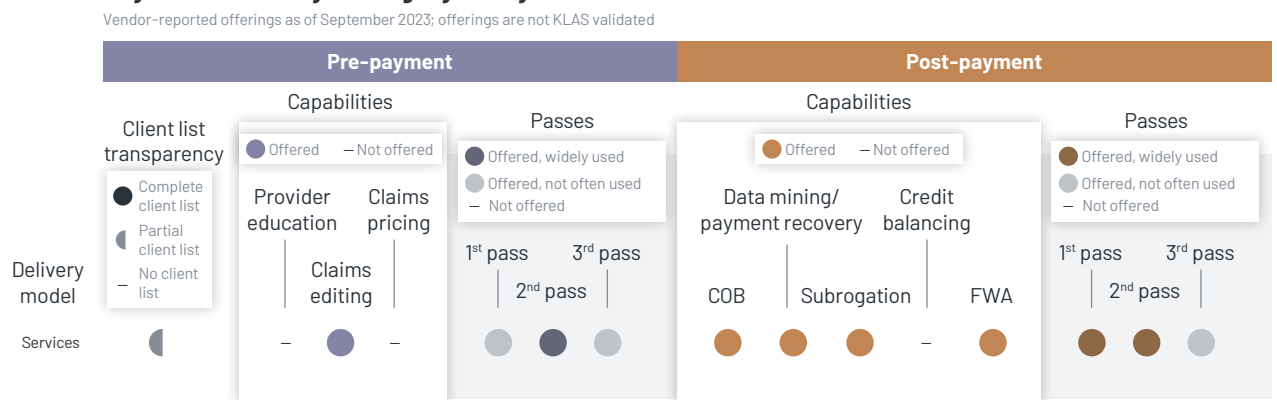 Vendor-reported offerings as of September 2023; offerings are not KLAS validated
Pre-payment
Post-payment
Client list
transparency
Complete
client list
Partial
client list
No client
list
Capabilities
Offered
Not offered
Provider
education
Claims
pricing
Claims
editing
Passes
Offered, widely used
Offered, not often used
Not offered
1st pass
3rd pass
2nd pass
Capabilities
Offered
Not offered
Data mining/
payment recovery
Credit
balancing
COB
Subrogation
FWA
Passes
Offered, widely used
Offered, not often used
Not offered
1st pass
3rd pass
2nd pass
Delivery
model
Services